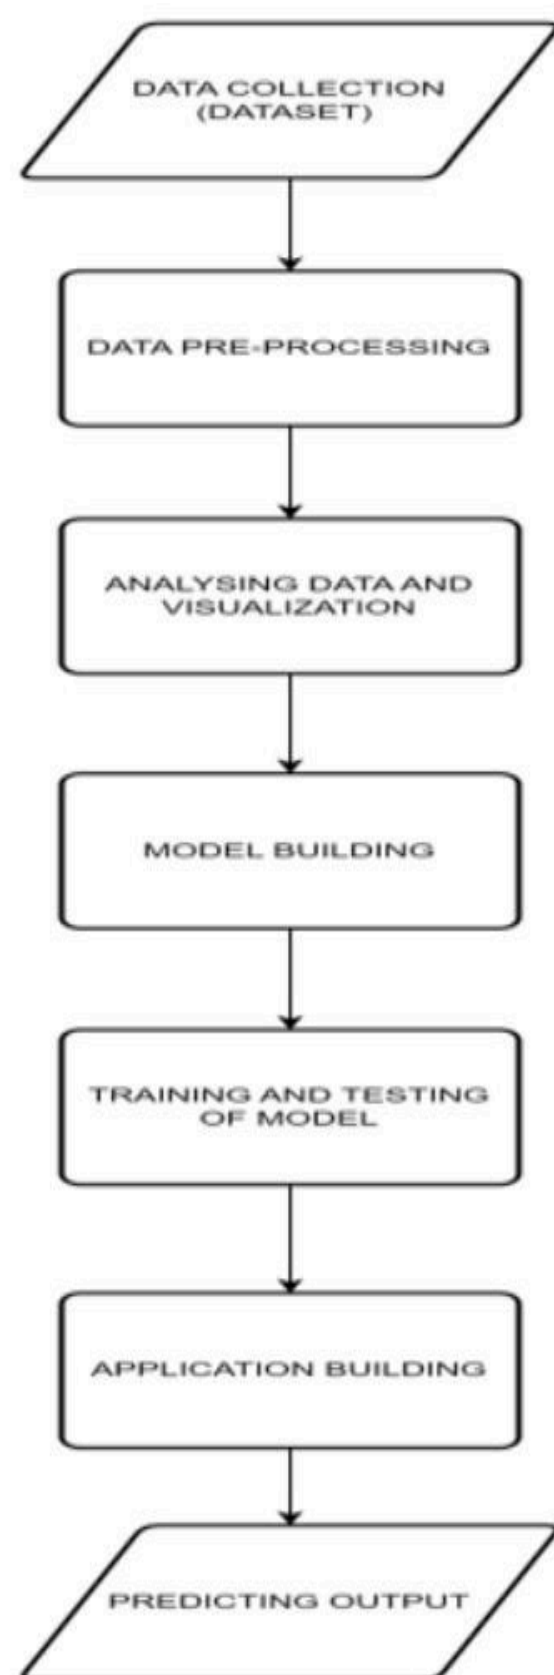 DATA COLLECTION
(DATASET)
DATA PRE-PROCESSING
ANALYSING DATA AND
VISUALIZATION
MODEL BUILDING
TRAINING AND TESTING
OF MODEL
APPLICATION BUILDING
PREDICTING OUTPUT